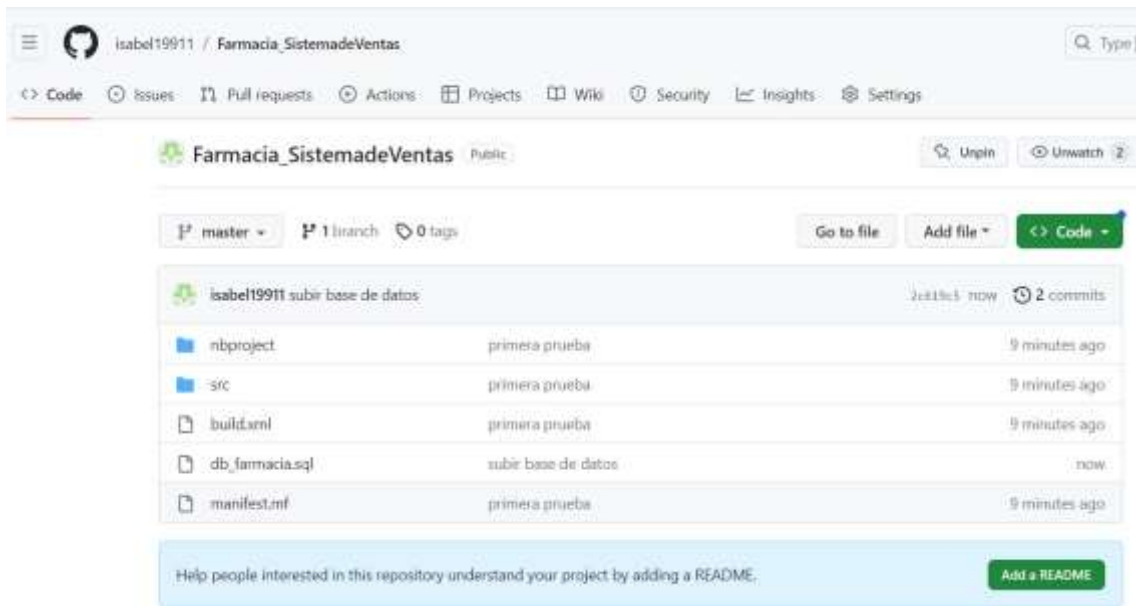 isabel19911 / Farmacia_SistemadeVentas Type
Code Issues Pull requests Actions Projects Wiki Security Insights Settings
Farmacia_SistemadeVentas Public Unpin Unwatch 2
master 1 branch 0 tags Go to file Add file Code
isabel19911 subir base de datos now 2 commits
nbproject primera prueba 9 minutes ago
src primera prueba 9 minutes ago
build.xml primera prueba 9 minutes ago
db_farmacia.sql subir base de datos now
manifest.mf primera prueba 9 minutes ago
Help people interested in this repository understand your project by adding a README. Add a README